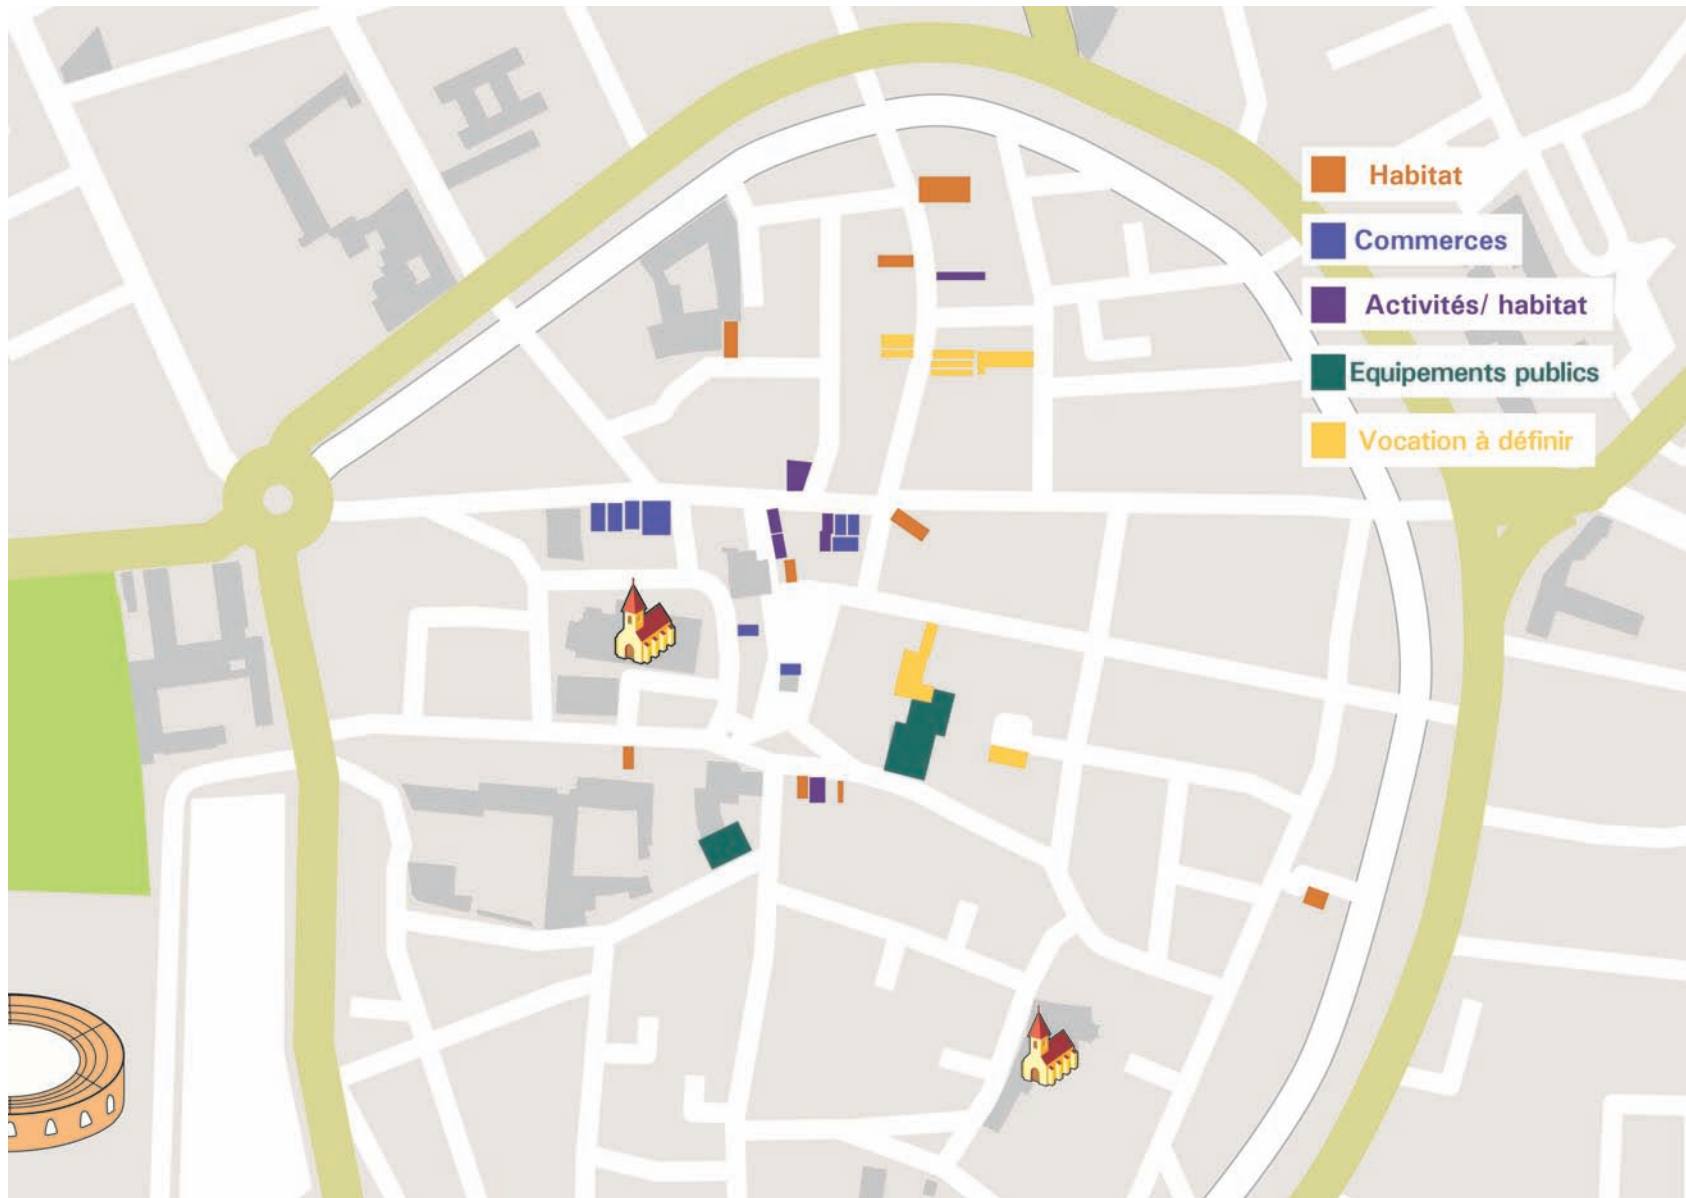 Habitat
Commerces
Activités/ habitat
Equipements publics
Vocation à définir